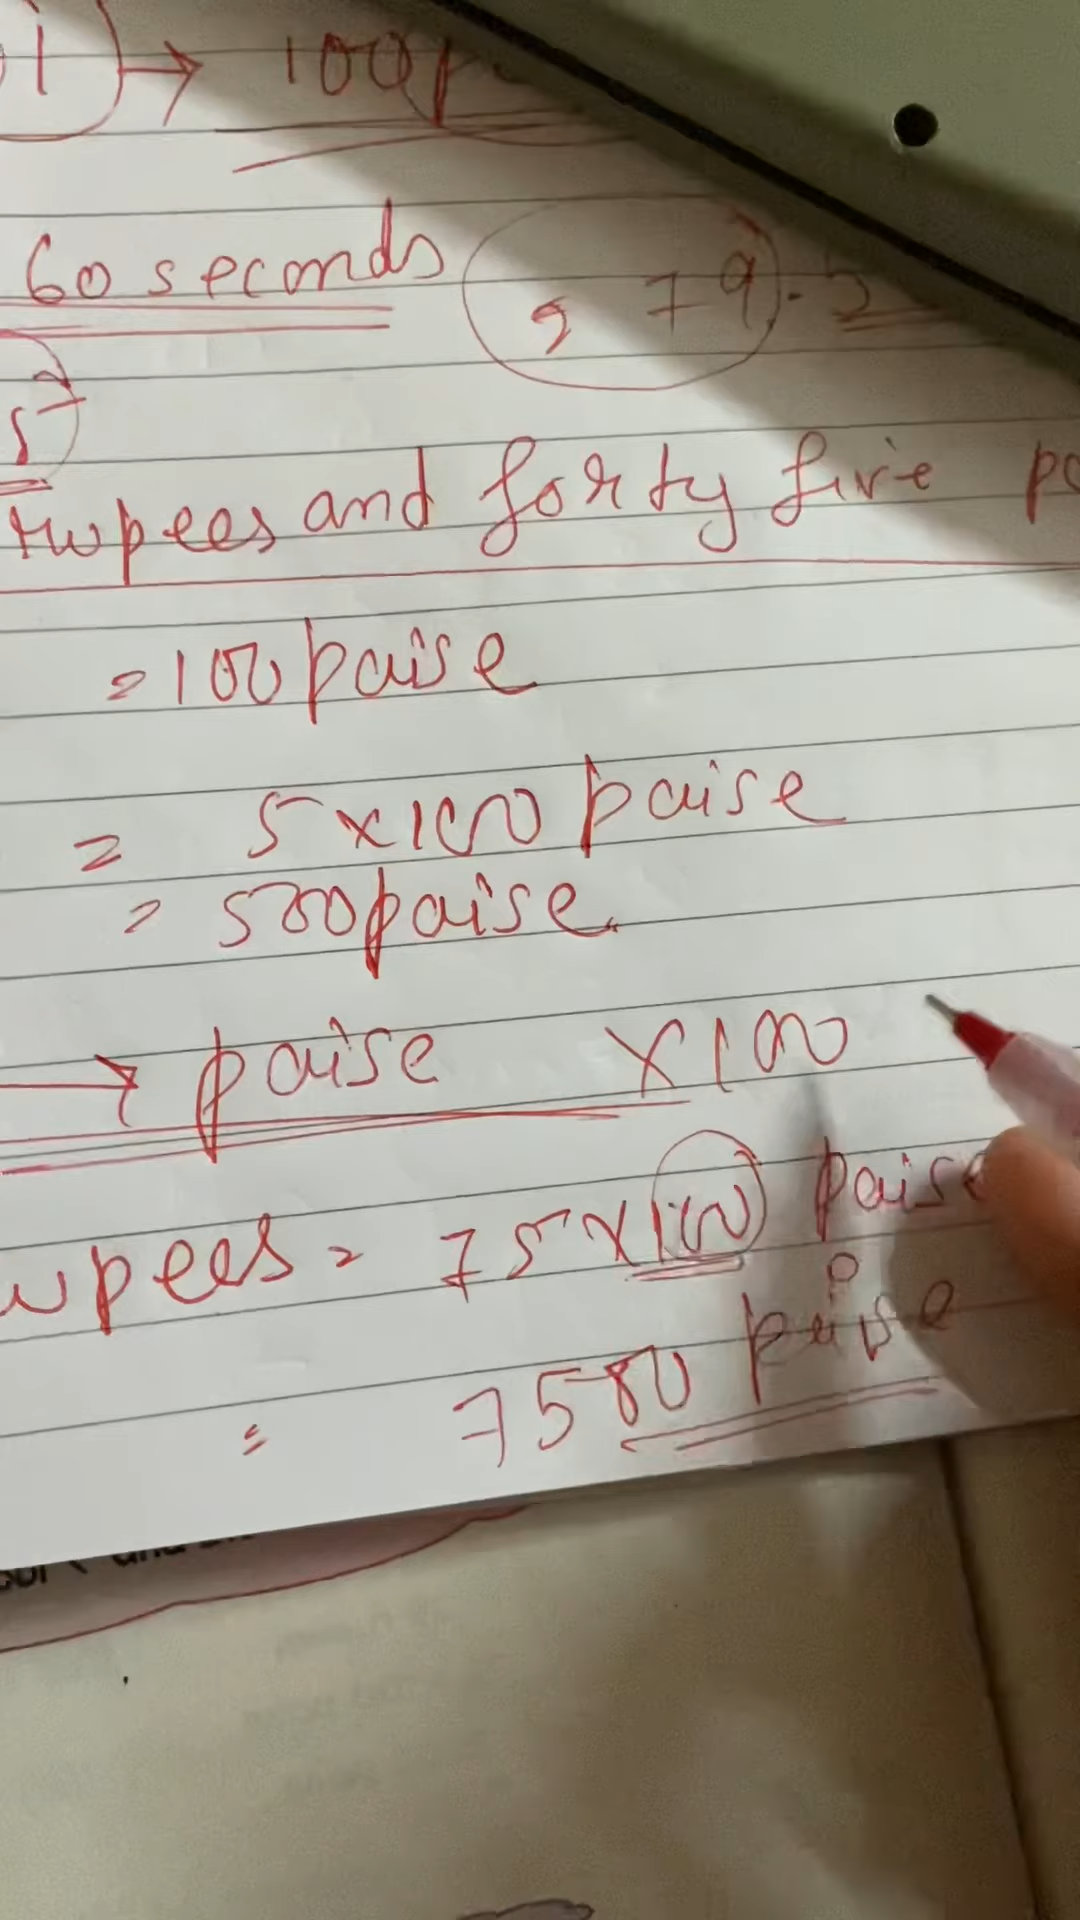 1 → 100
60 seconds
, 79.5
rupees and forty five
= 100 paise
= 5 × 100 paise
= 500 paise
→ paise × 100
upees = 75 × 100 paise
= 7500 paise